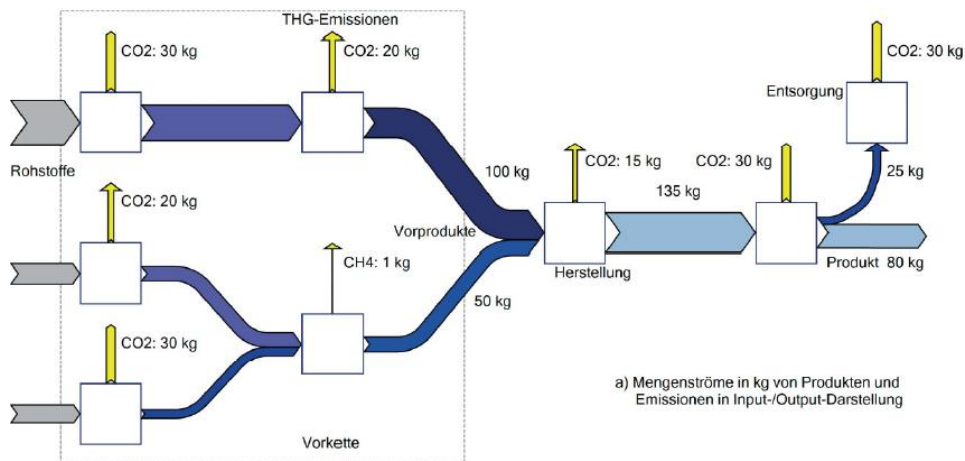 THG-Emissionen
CO2: 30 kg
CO2: 20 kg
CO2: 30 kg
Entsorgung
Rohstoffe
100 kg
CO2: 15 kg
CO2: 30 kg
25 kg
135 kg
CO2: 20 kg
Vorprodukte
CH4: 1 kg
Herstellung
Produkt 80 kg
50 kg
CO2: 30 kg
a) Mengenströme in kg von Produkten und
Emissionen in Input-/Output-Darstellung
Vorkette